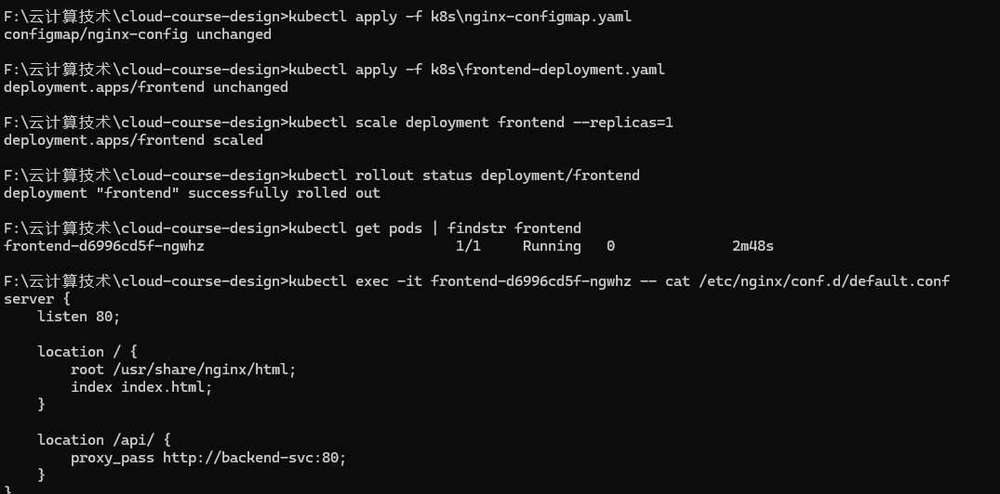 F:\云计算技术\cloud-course-design>kubectl apply -f k8s\nginx-configmap.yaml
configmap/nginx-config unchanged
F:\云计算技术\cloud-course-design>kubectl apply -f k8s\frontend-deployment.yaml
deployment.apps/frontend unchanged
F:\云计算技术\cloud-course-design>kubectl scale deployment frontend --replicas=1
deployment.apps/frontend scaled
F:\云计算技术\cloud-course-design>kubectl rollout status deployment/frontend
deployment "frontend" successfully rolled out
F:\云计算技术\cloud-course-design>kubectl get pods | findstr frontend
frontend-d6996cd5f-ngwhz                              1/1     Running   0              2m48s
F:\云计算技术\cloud-course-design>kubectl exec -it frontend-d6996cd5f-ngwhz -- cat /etc/nginx/conf.d/default.conf
server {
    listen 80;
    location / {
        root /usr/share/nginx/html;
        index index.html;
    }
    location /api/ {
        proxy_pass http://backend-svc:80;
    }
}